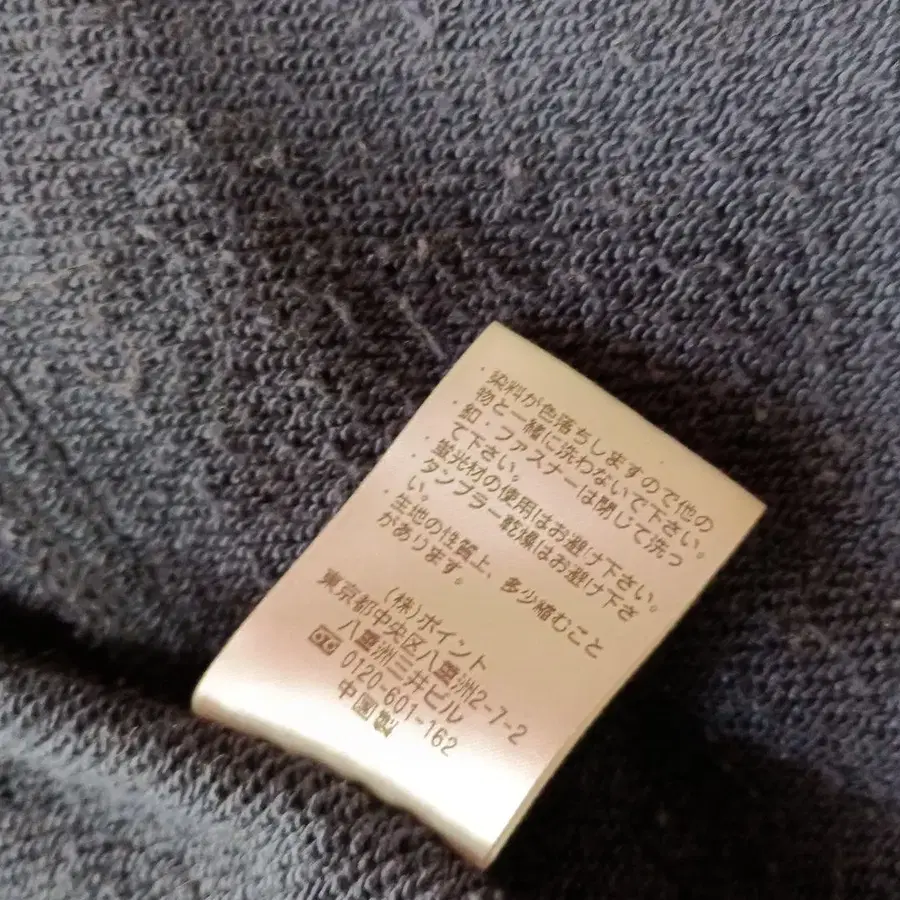 ・染料が色落ちしますので他の
物と一緒に洗わないで下さい。
・釦・ファスナーは閉じて洗っ
て下さい。
・蛍光材の使用はお避け下さい。
・タンブラー乾燥はお避け下さ
い。
・生地の性質上、多少縮むこと
があります。
(株)ポイント
東京都中央区八重洲2-7-2
八重洲三井ビル
0120-601-162
中国製